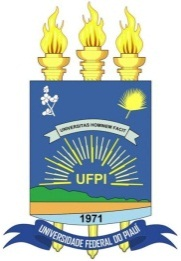 UNIVERSITAS HOMINEM FACIT
UFPI
1971
UNIVERSIDADE FEDERAL DO PIAUÍ